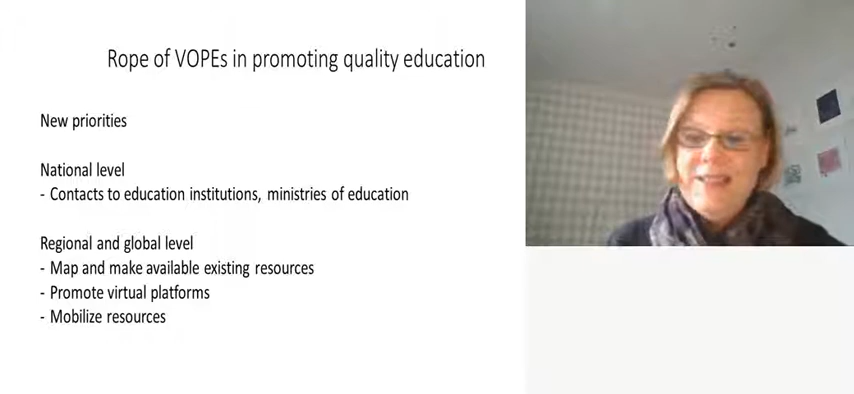 Rope of VOPEs in promoting quality education
New priorities
National level
- Contacts to education institutions, ministries of education
Regional and global level
- Map and make available existing resources
- Promote virtual platforms
- Mobilize resources